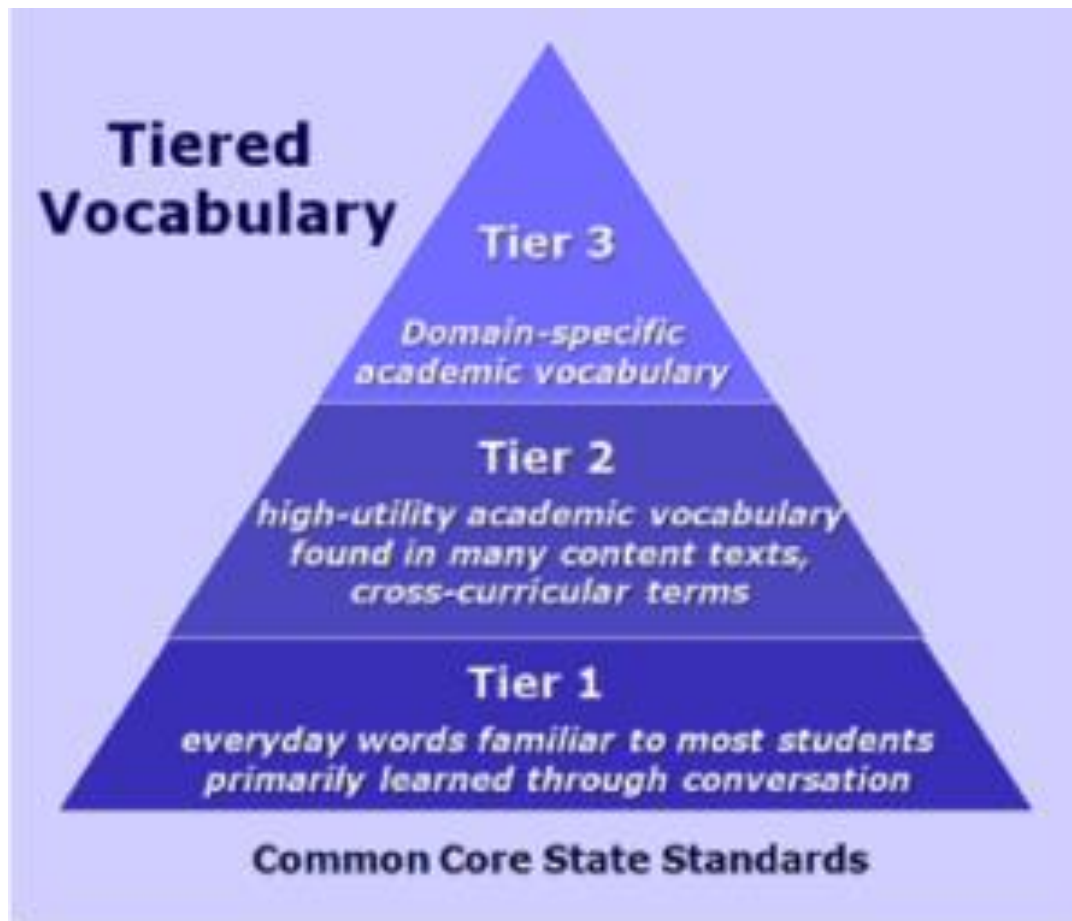 Tiered
Vocabulary
Tier 3
Domain-specific
academic vocabulary
Tier 2
high-utility academic vocabulary
found in many content texts,
cross-curricular terms
Tier 1
everyday words familiar to most students
primarily learned through conversation
Common Core State Standards